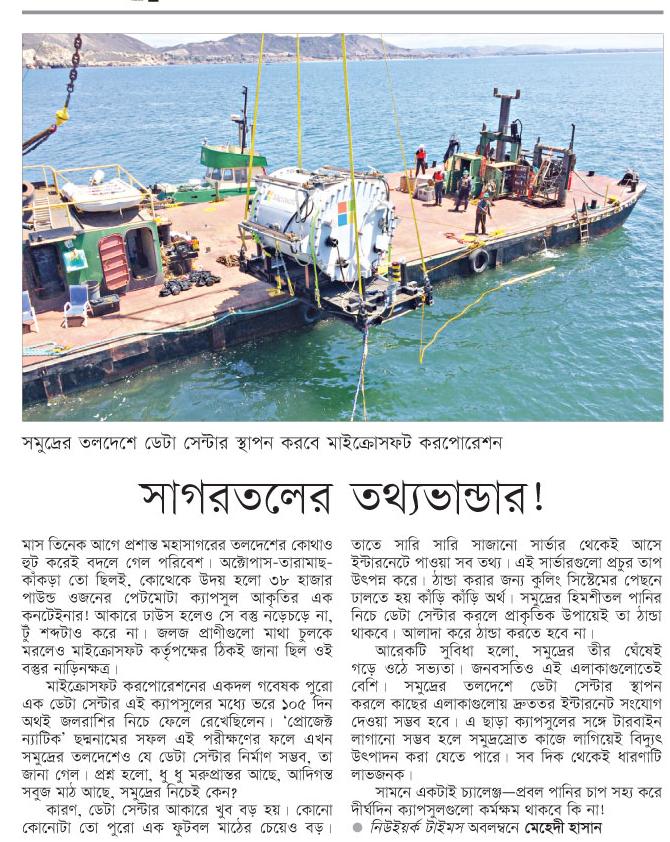 সমুদ্রের তলদেশে ডেটা সেন্টার স্থাপন করবে মাইক্রোসফট করপোরেশন
সাগরতলের তথ্যভান্ডার!
মাস তিনেক আগে প্রশান্ত মহাসাগরের তলদেশের কোথাও
হুট করেই বদলে গেল পরিবেশ। অক্টোপাস-তারামাছ-
কাঁকড়া তো ছিলই, কোথেকে উদয় হলো ৩৮ হাজার
পাউন্ড ওজনের পেটমোটা ক্যাপসুল আকৃতির এক
কনটেইনার! আকারে ঢাউস হলেও সে বস্তু নড়েচড়ে না,
টুঁ শব্দটাও করে না। জলজ প্রাণীগুলো মাথা চুলকে
মরলেও মাইক্রোসফট কর্তৃপক্ষের ঠিকই জানা ছিল ওই
বস্তুর নাড়িনক্ষত্র।
মাইক্রোসফট করপোরেশনের একদল গবেষক পুরো
এক ডেটা সেন্টার এই ক্যাপসুলের মধ্যে ভরে ১০৫ দিন
অথই জলরাশির নিচে ফেলে রেখেছিলেন। ‘প্রোজেক্ট
ন্যাটিক’ ছদ্মনামের সফল এই পরীক্ষণের ফলে এখন
সমুদ্রের তলদেশেও যে ডেটা সেন্টার নির্মাণ সম্ভব, তা
জানা গেল। প্রশ্ন হলো, ধু ধু মরুপ্রান্তর আছে, আদিগন্ত
সবুজ মাঠ আছে, সমুদ্রের নিচেই কেন?
কারণ, ডেটা সেন্টার আকারে খুব বড় হয়। কোনো
কোনোটা তো পুরো এক ফুটবল মাঠের চেয়েও বড়।
তাতে সারি সারি সাজানো সার্ভার থেকেই আসে
ইন্টারনেটে পাওয়া সব তথ্য। এই সার্ভারগুলো প্রচুর তাপ
উৎপন্ন করে। ঠান্ডা করার জন্য কুলিং সিস্টেমের পেছনে
ঢালতে হয় কাঁড়ি কাঁড়ি অর্থ। সমুদ্রের হিমশীতল পানির
নিচে ডেটা সেন্টার করলে প্রাকৃতিক উপায়েই তা ঠান্ডা
থাকবে। আলাদা করে ঠান্ডা করতে হবে না।
আরেকটি সুবিধা হলো, সমুদ্রের তীর ঘেঁষেই
গড়ে ওঠে সভ্যতা। জনবসতিও এই এলাকাগুলোতেই
বেশি। সমুদ্রের তলদেশে ডেটা সেন্টার স্থাপন
করলে কাছের এলাকাগুলোয় দ্রুততর ইন্টারনেট সংযোগ
দেওয়া সম্ভব হবে। এ ছাড়া ক্যাপসুলের সঙ্গে টারবাইন
লাগানো সম্ভব হলে সমুদ্রস্রোত কাজে লাগিয়েই বিদ্যুৎ
উৎপাদন করা যেতে পারে। সব দিক থেকেই ধারণাটি
লাভজনক।
সামনে একটাই চ্যালেঞ্জ—প্রবল পানির চাপ সহ্য করে
দীর্ঘদিন ক্যাপসুলগুলো কর্মক্ষম থাকবে কি না!
● নিউইয়র্ক টাইমস অবলম্বনে মেহেদী হাসান